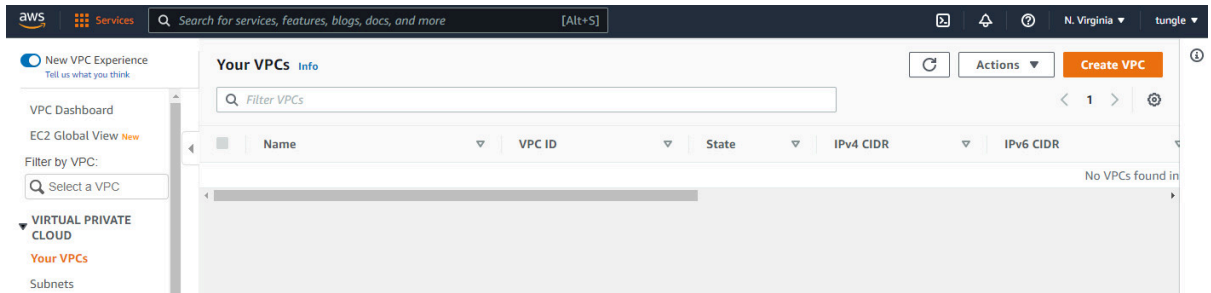 aws Services Search for services, features, blogs, docs, and more [Alt+S] N. Virginia ▼ tungle ▼
New VPC Experience
Tell us what you think
VPC Dashboard
EC2 Global View New
Filter by VPC:
Select a VPC
VIRTUAL PRIVATE
CLOUD
Your VPCs
Subnets
Your VPCs Info
Actions ▼ Create VPC
Filter VPCs
1
Name VPC ID State IPv4 CIDR IPv6 CIDR
No VPCs found in